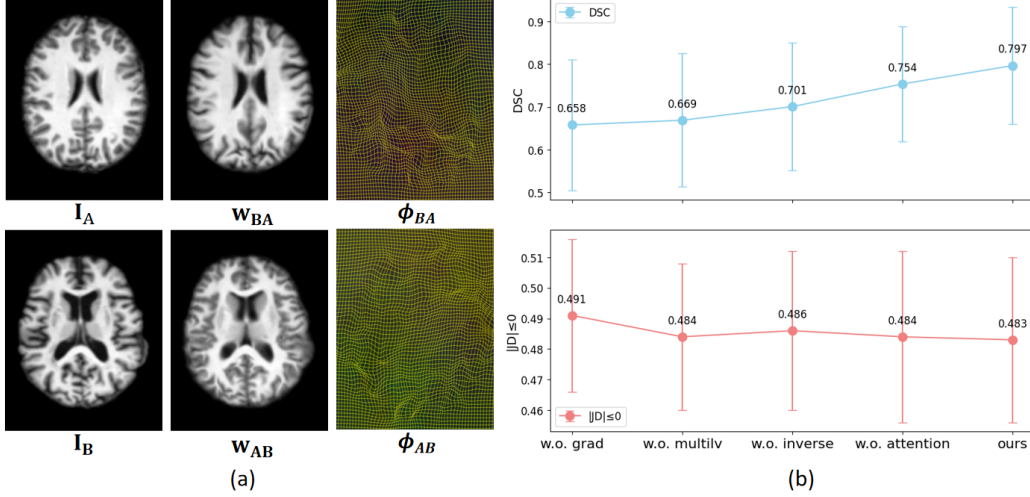 I_A
w_BA
ϕ_BA
I_B
w_AB
ϕ_AB
(a)
DSC
0.9
0.8
0.7
0.6
0.5
DSC
0.658
0.669
0.701
0.754
0.797
|JD|≤0
0.51
0.50
0.49
0.48
0.47
0.46
0.491
0.484
0.486
0.484
0.483
|JD|≤0
w.o. grad
w.o. multilv
w.o. inverse
w.o. attention
ours
(b)